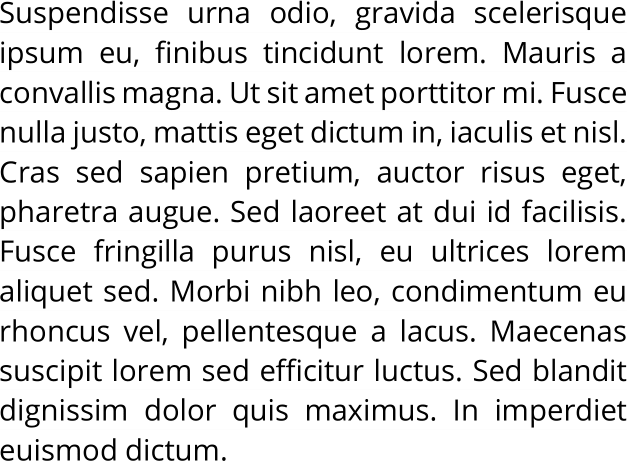 Suspendisse urna odio, gravida scelerisque
ipsum eu, finibus tincidunt lorem. Mauris a
convallis magna. Ut sit amet porttitor mi. Fusce
nulla justo, mattis eget dictum in, iaculis et nisl.
Cras sed sapien pretium, auctor risus eget,
pharetra augue. Sed laoreet at dui id facilisis.
Fusce fringilla purus nisl, eu ultrices lorem
aliquet sed. Morbi nibh leo, condimentum eu
rhoncus vel, pellentesque a lacus. Maecenas
suscipit lorem sed efficitur luctus. Sed blandit
dignissim dolor quis maximus. In imperdiet
euismod dictum.